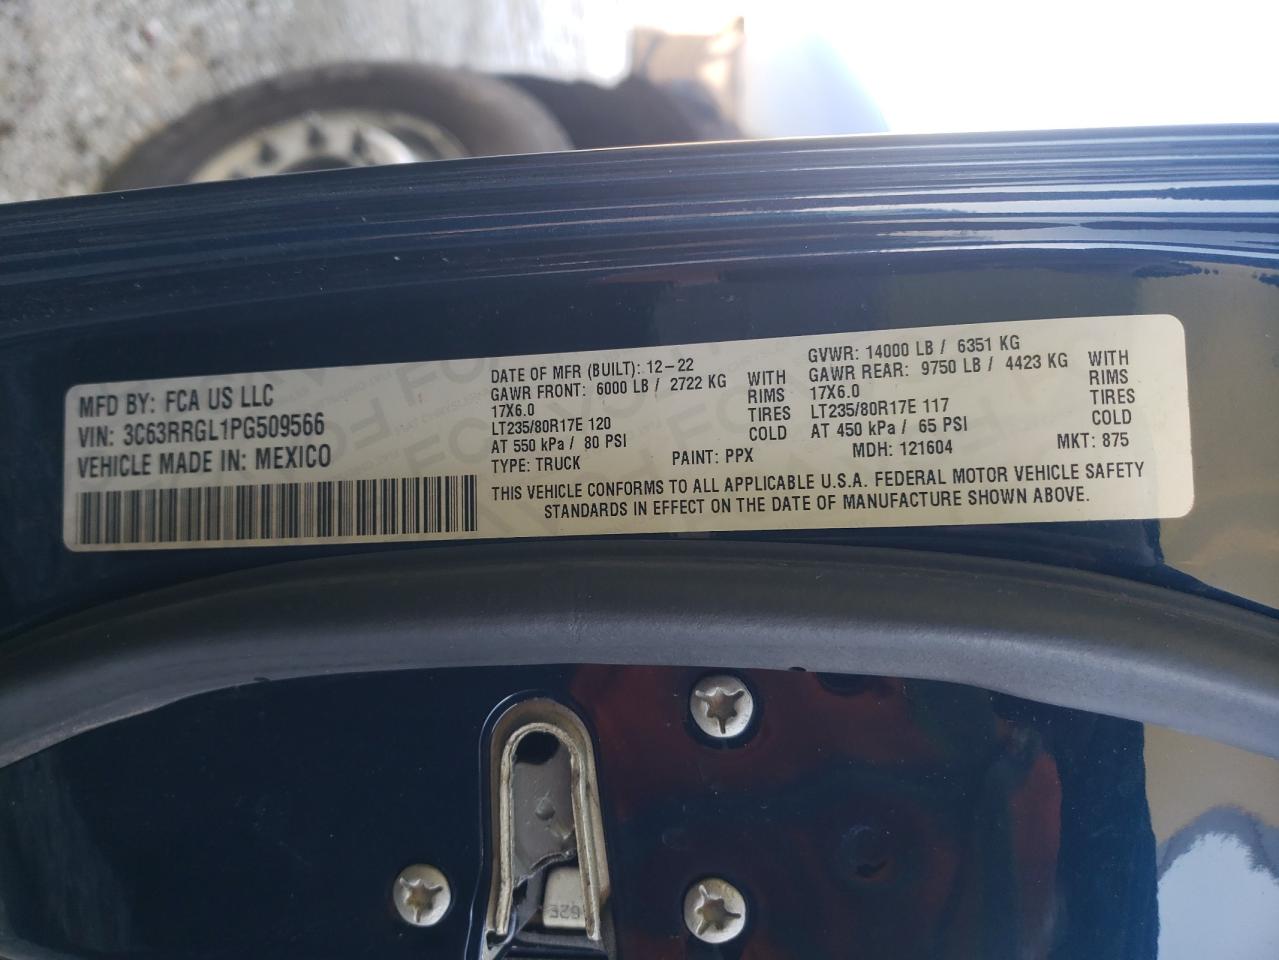 MFD BY: FCA US LLC
VIN: 3C63RRGL1PG509566
VEHICLE MADE IN: MEXICO
DATE OF MFR (BUILT): 12-22
GAWR FRONT: 6000 LB / 2722 KG WITH
17X6.0 RIMS
LT235/80R17E 120 TIRES
AT 550 kPa / 80 PSI COLD
TYPE: TRUCK PAINT: PPX
GVWR: 14000 LB / 6351 KG
GAWR REAR: 9750 LB / 4423 KG WITH
17X6.0 RIMS
LT235/80R17E 117 TIRES
AT 450 kPa / 65 PSI COLD
MDH: 121604 MKT: 875
THIS VEHICLE CONFORMS TO ALL APPLICABLE U.S.A. FEDERAL MOTOR VEHICLE SAFETY
STANDARDS IN EFFECT ON THE DATE OF MANUFACTURE SHOWN ABOVE.